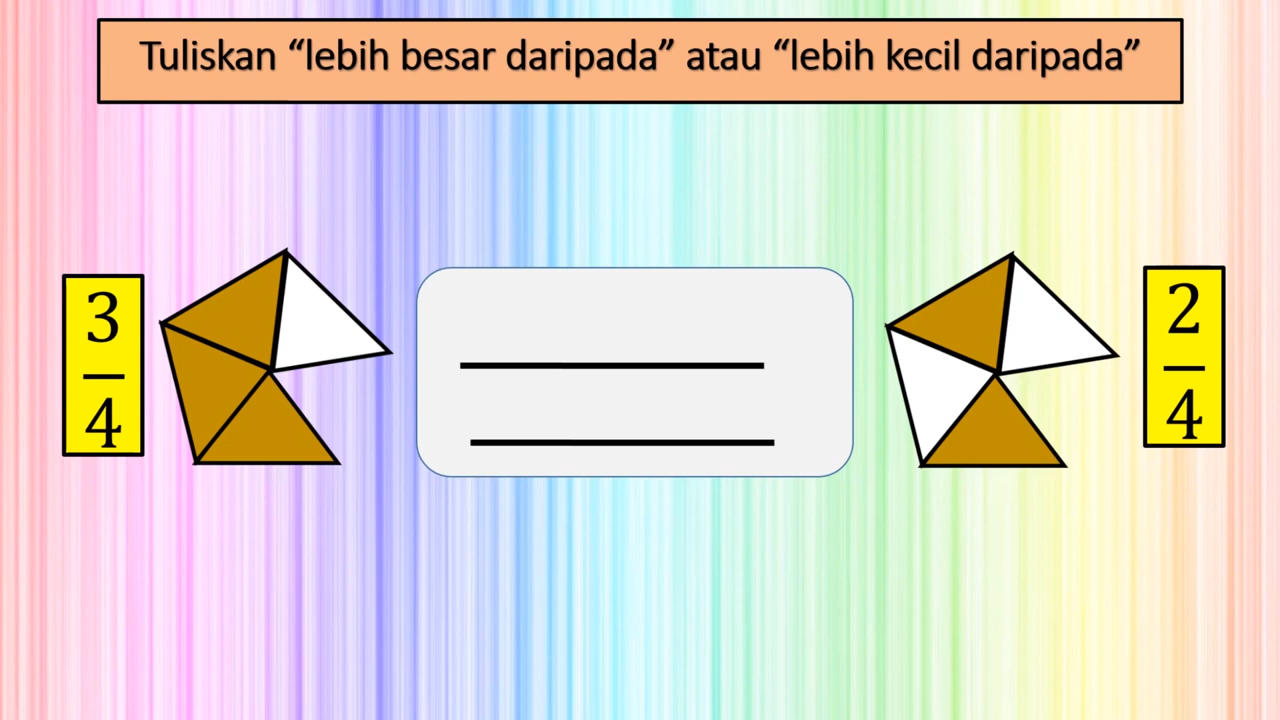 Tuliskan “lebih besar daripada” atau “lebih kecil daripada”
3
4
2
4